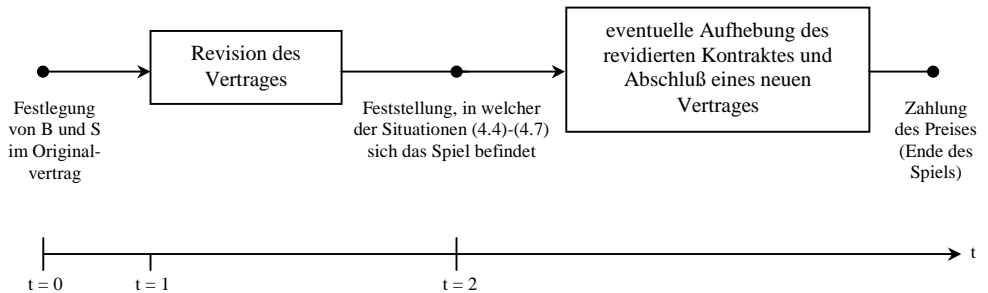 Revision des
Vertrages
eventuelle Aufhebung des
revidierten Kontraktes und
Abschluß eines neuen
Vertrages
Festlegung
von B und S
im Original-
vertrag
Feststellung, in welcher
der Situationen (4.4)-(4.7)
sich das Spiel befindet
Zahlung
des Preises
(Ende des
Spiels)
t
t = 0
t = 1
t = 2